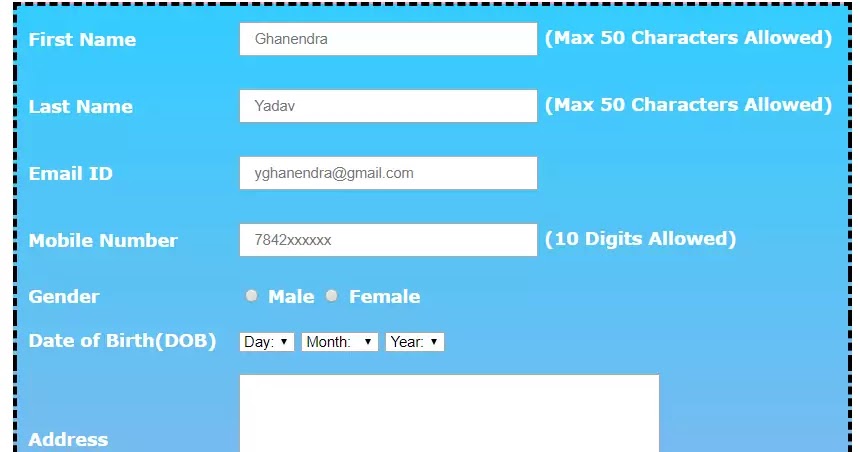 First Name Ghanendra (Max 50 Characters Allowed)
Last Name Yadav (Max 50 Characters Allowed)
Email ID yghanendra@gmail.com
Mobile Number 7842xxxxxx (10 Digits Allowed)
Gender Male Female
Date of Birth(DOB) Day: Month: Year:
Address